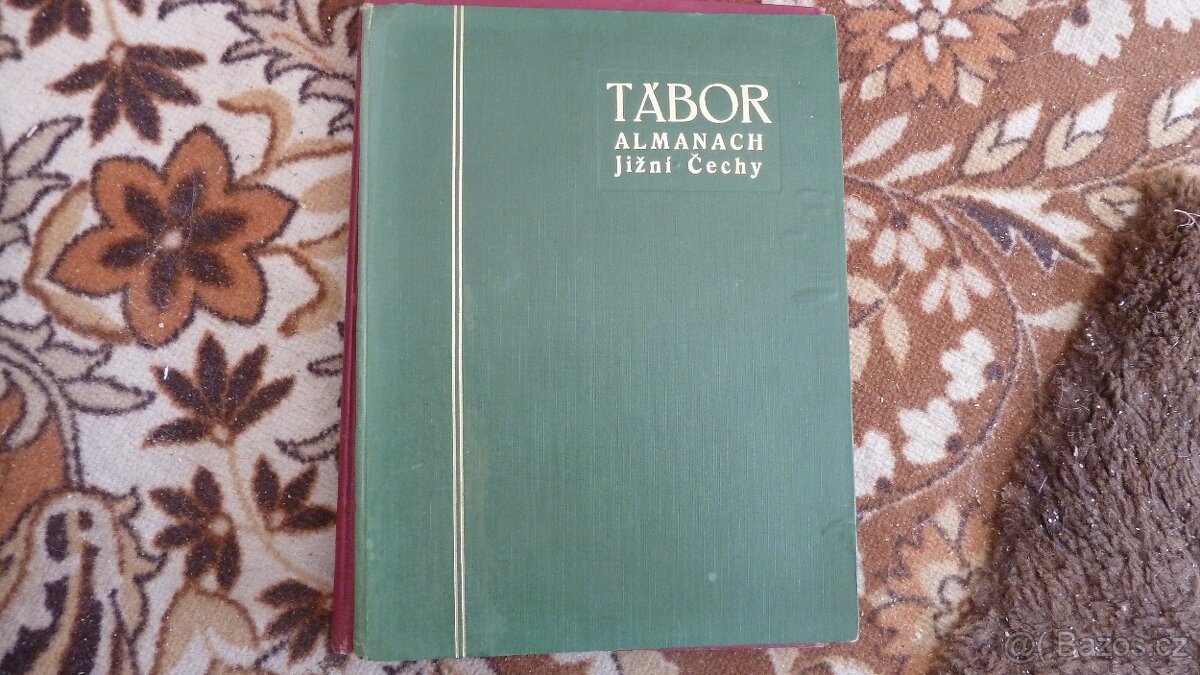 TÁBOR
ALMANACH
Jižní Čechy
Bazos.cz